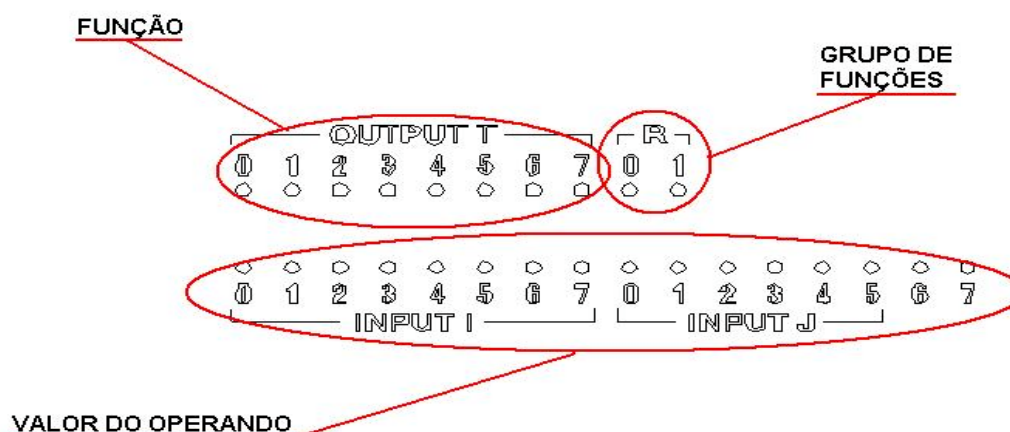 FUNÇÃO
GRUPO DE
FUNÇÕES
OUTPUT T R
0 1 2 3 4 5 6 7 0 1
0 1 2 3 4 5 6 7 0 1 2 3 4 5 6 7
INPUT I INPUT J
VALOR DO OPERANDO